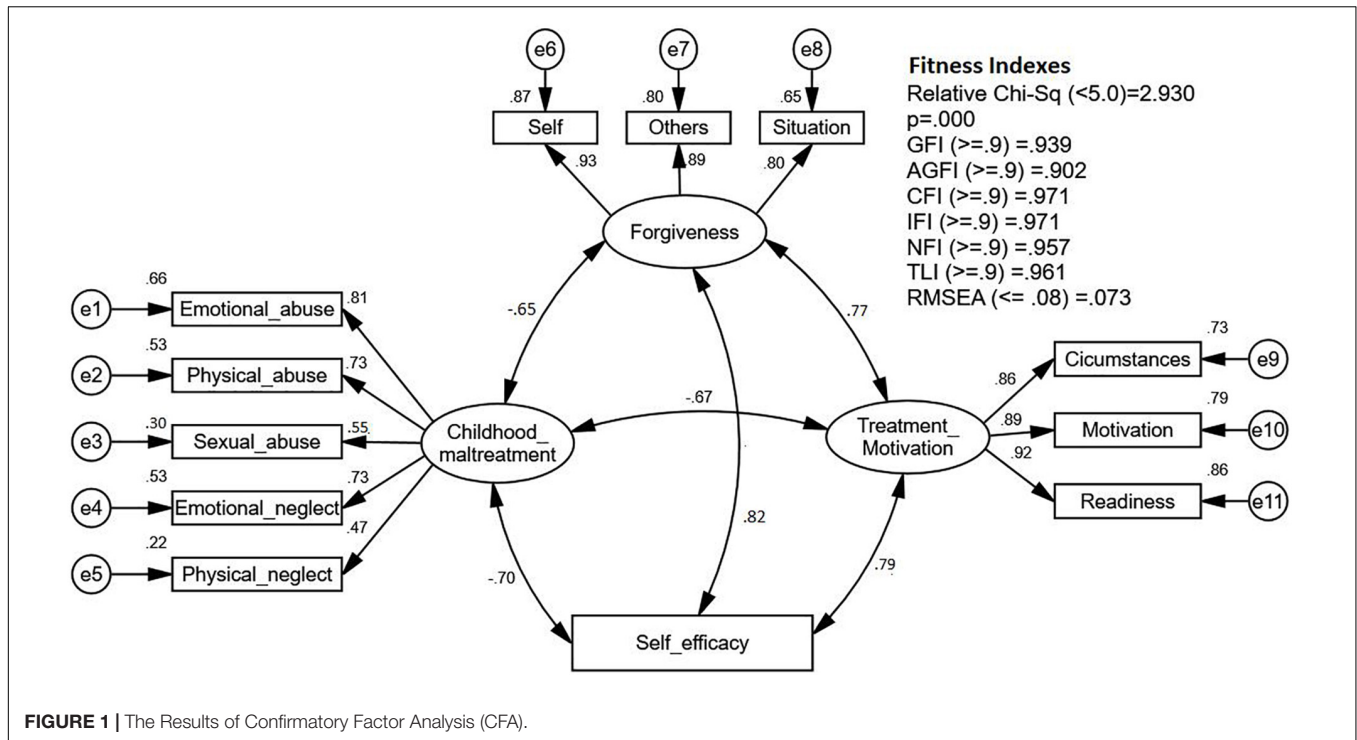 e6
e7
e8
.87
.80
.65
Self
Others
Situation
.93
.89
.80
Forgiveness
Fitness Indexes
Relative Chi-Sq (<5.0)=2.930
p=.000
GFI (>=.9) =.939
AGFI (>=.9) =.902
CFI (>=.9) =.971
IFI (>=.9) =.971
NFI (>=.9) =.957
TLI (>=.9) =.961
RMSEA (<= .08) =.073
-.65
.77
.66
e1
Emotional_abuse
.81
.53
e2
Physical_abuse
.73
.30
e3
Sexual_abuse
.55
.53
e4
Emotional_neglect
.73
.22
e5
Physical_neglect
.47
Childhood_
maltreatment
-.67
Treatment_
Motivation
.86
.89
.92
.73
Cicumstances
e9
.79
Motivation
e10
.86
Readiness
e11
.82
-.70
.79
Self_efficacy
FIGURE 1 | The Results of Confirmatory Factor Analysis (CFA).